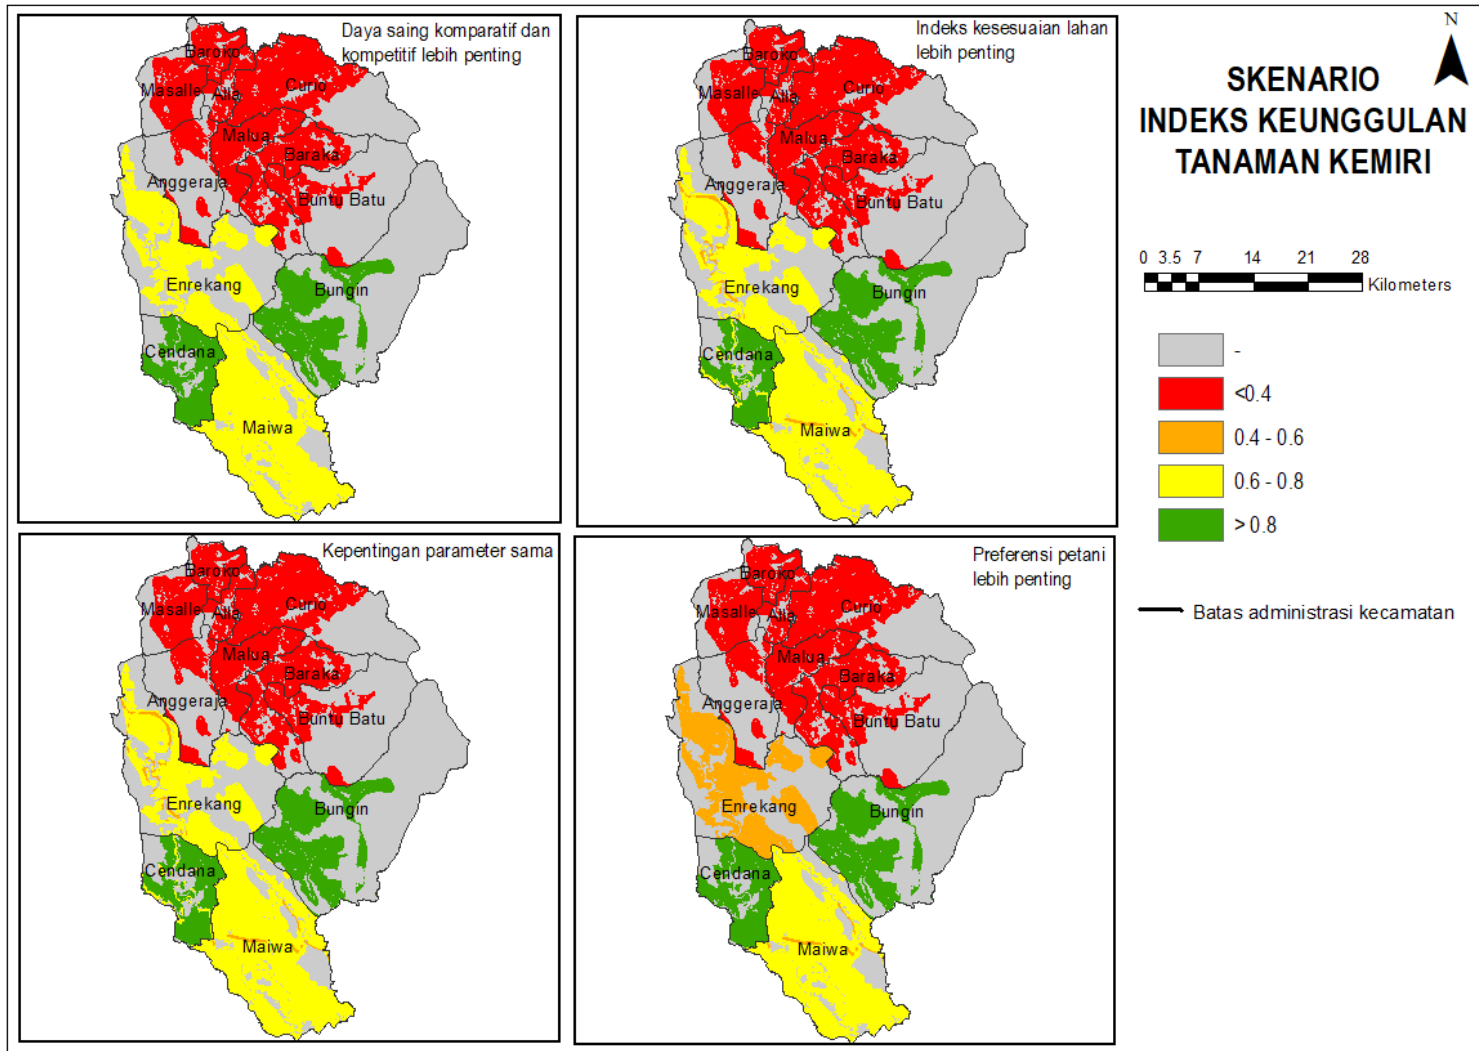 Daya saing komparatif dan
kompetitif lebih penting
Baroko
Masalle
Alla
Curio
Malua
Baraka
Anggeraja
Buntu Batu
Enrekang
Bungin
Cendana
Maiwa
Indeks kesesuaian lahan
lebih penting
Baroko
Masalle
Alla
Curio
Malua
Baraka
Anggeraja
Buntu Batu
Enrekang
Bungin
Cendana
Maiwa
Kepentingan parameter sama
Baroko
Masalle
Alla
Curio
Malua
Baraka
Anggeraja
Buntu Batu
Enrekang
Bungin
Cendana
Maiwa
Preferensi petani
lebih penting
Baroko
Masalle
Alla
Curio
Malua
Baraka
Anggeraja
Buntu Batu
Enrekang
Bungin
Cendana
Maiwa
N
SKENARIO
INDEKS KEUNGGULAN
TANAMAN KEMIRI
0 3.5 7 14 21 28
Kilometers
-
<0.4
0.4 - 0.6
0.6 - 0.8
> 0.8
Batas administrasi kecamatan